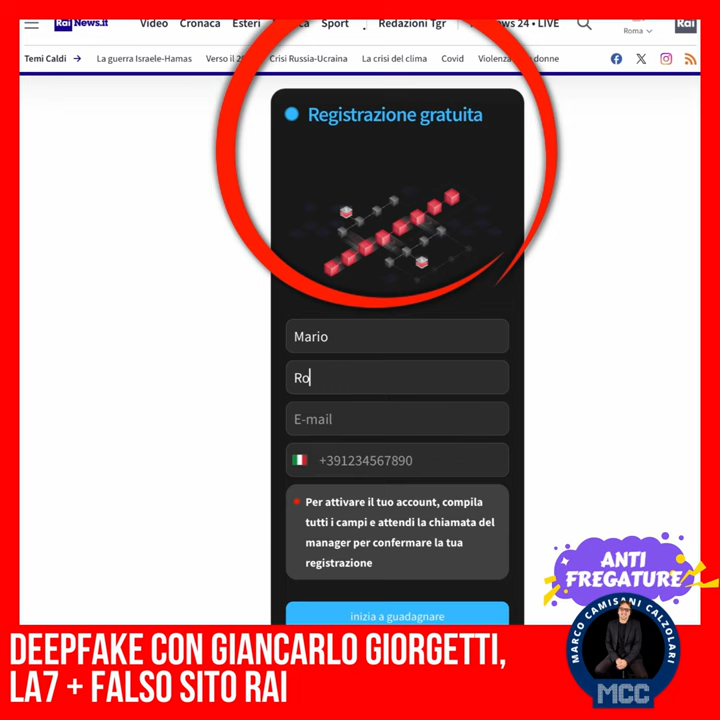 Rai News.it
Video Cronaca Esteri Sport Redazioni Tgr 24 • LIVE
Roma
Rai
Temi Caldi → La guerra Israele-Hamas Verso il Crisi Russia-Ucraina La crisi del clima Covid donne
Registrazione gratuita
Mario
Ro
E-mail
+391234567890
Per attivare il tuo account, compila
tutti i campi e attendi la chiamata del
manager per confermare la tua
registrazione
inizia a guadagnare
ANTI
FREGATURE
MARCO CAMISANI CALZOLARI
MCC
DEEPFAKE CON GIANCARLO GIORGETTI,
LA7 + FALSO SITO RAI